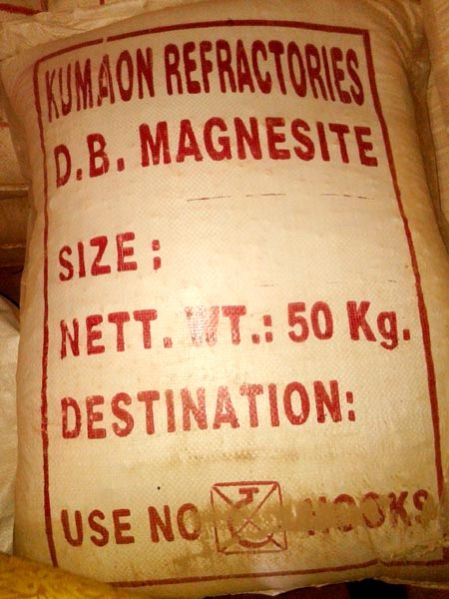 KUMAON REFRACTORIES
D.B. MAGNESITE
SIZE :
NETT. WT.: 50 Kg.
DESTINATION:
USE NO HOOKS